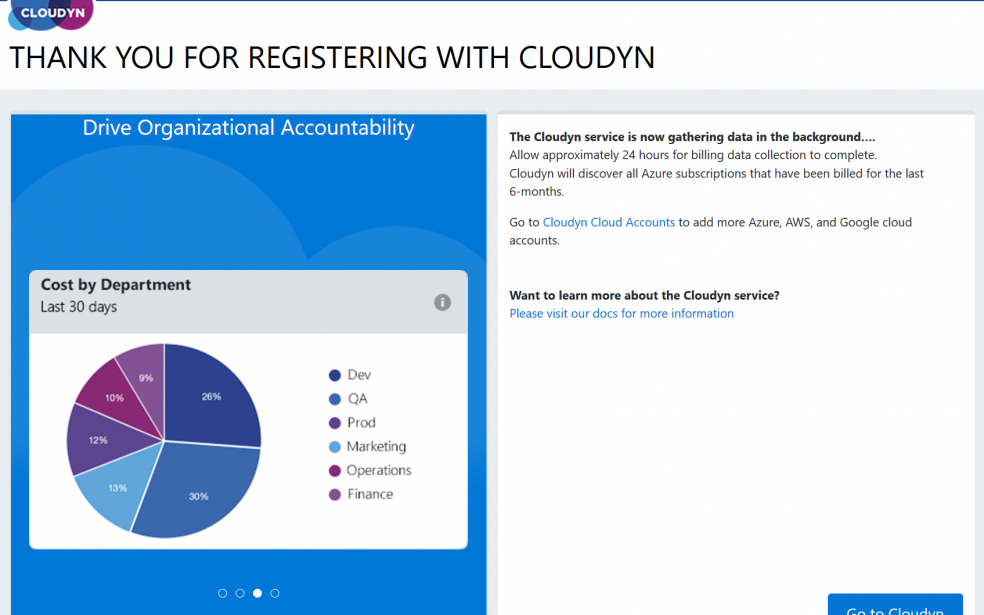 CLOUDYN
THANK YOU FOR REGISTERING WITH CLOUDYN
Drive Organizational Accountability
Cost by Department
Last 30 days
i
9%
26%
10%
12%
13%
30%
Dev
QA
Prod
Marketing
Operations
Finance
The Cloudyn service is now gathering data in the background....
Allow approximately 24 hours for billing data collection to complete.
Cloudyn will discover all Azure subscriptions that have been billed for the last
6-months.
Go to Cloudyn Cloud Accounts to add more Azure, AWS, and Google cloud
accounts.
Want to learn more about the Cloudyn service?
Please visit our docs for more information
Go to Cloudyn